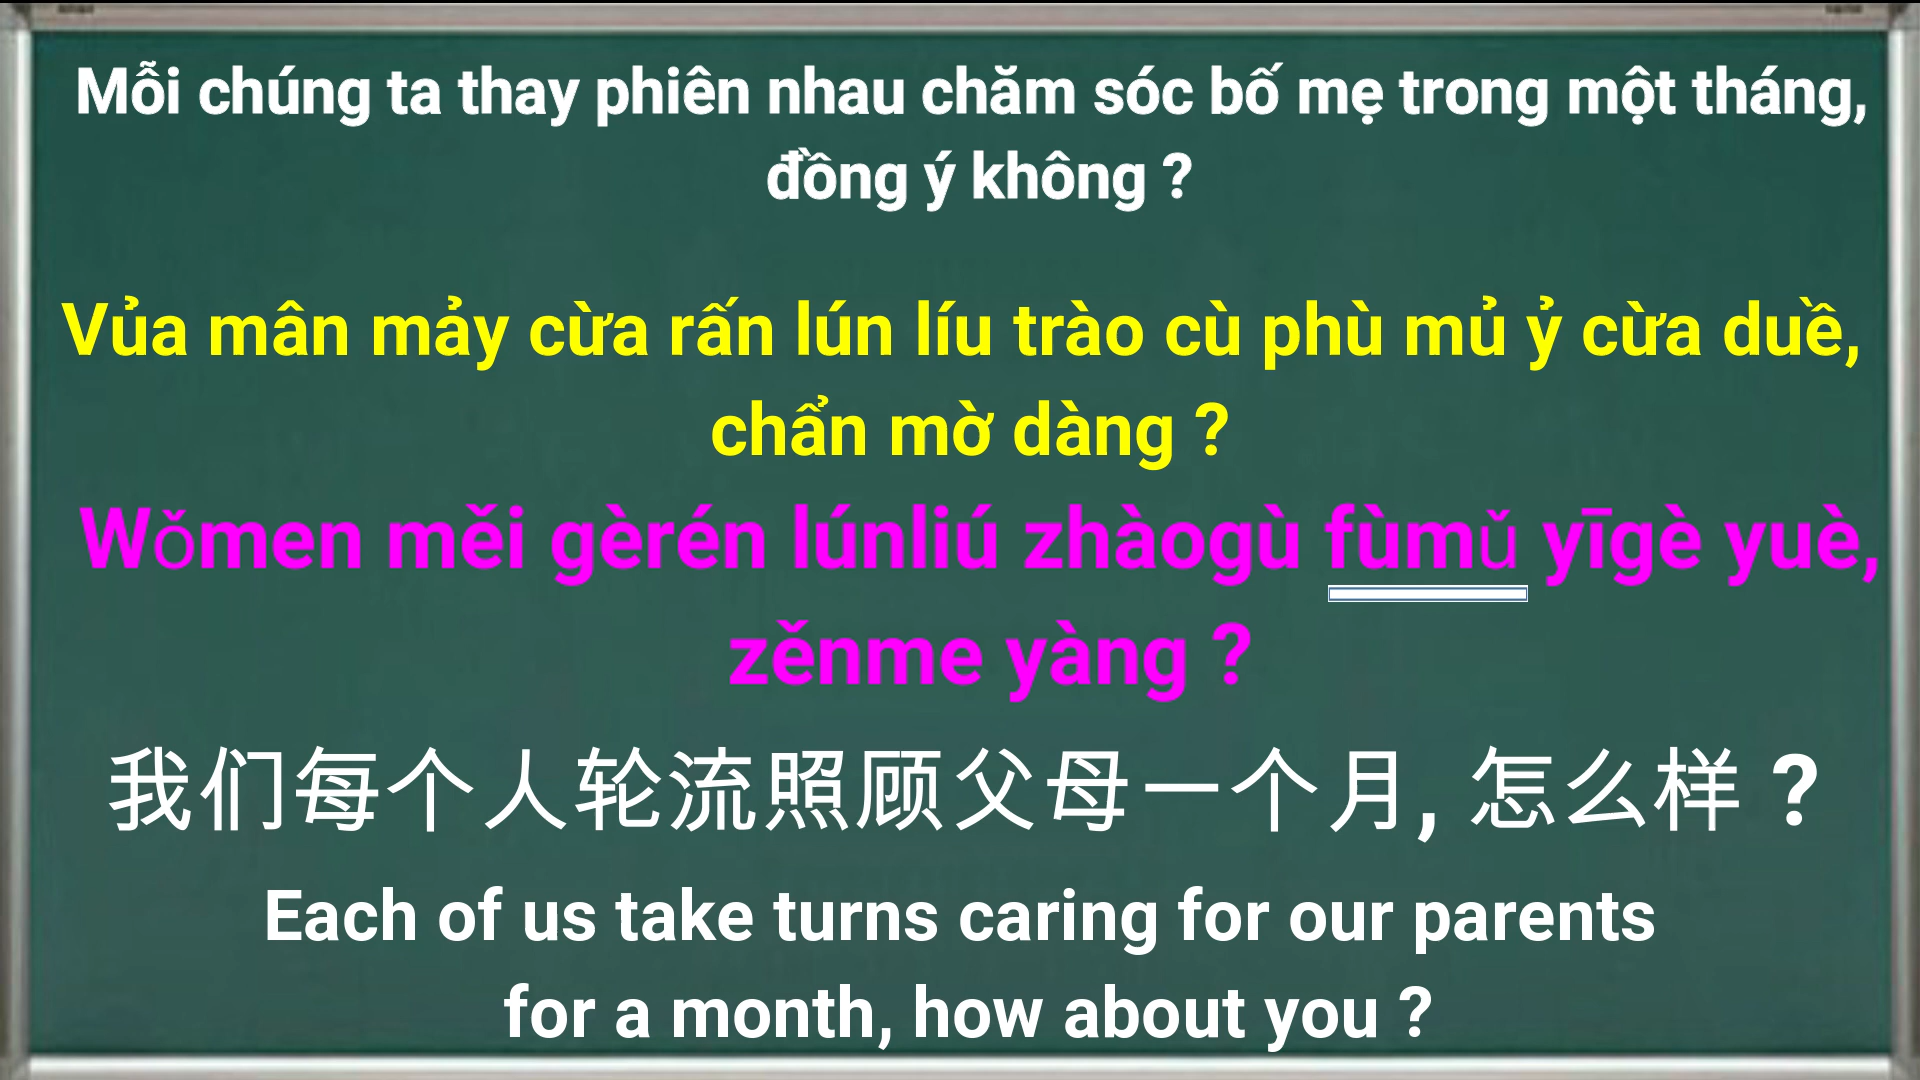 Mỗi chúng ta thay phiên nhau chăm sóc bố mẹ trong một tháng,
đồng ý không ?
Vủa mân mảy cừa rấn lún líu trào cù phù mủ ỷ cừa duề,
chẩn mờ dàng ?
Wǒmen měi gèrén lúnliú zhàogù fùmǔ yīgè yuè,
zěnme yàng ?
我们每个人轮流照顾父母一个月, 怎么样 ?
Each of us take turns caring for our parents
for a month, how about you ?